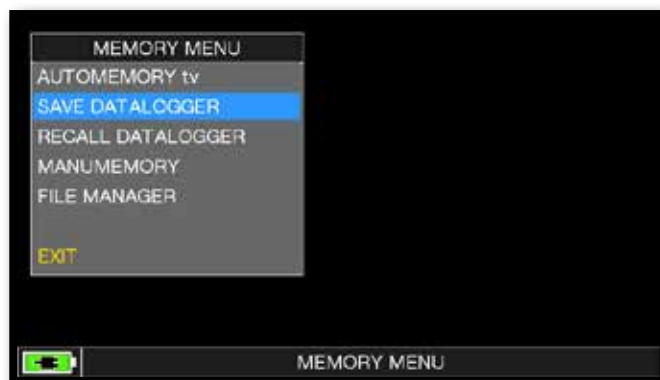 MEMORY MENU
AUTOMEMORY tv
SAVE DATALOGGER
RECALL DATALOGGER
MANUMEMORY
FILE MANAGER
EXIT
MEMORY MENU